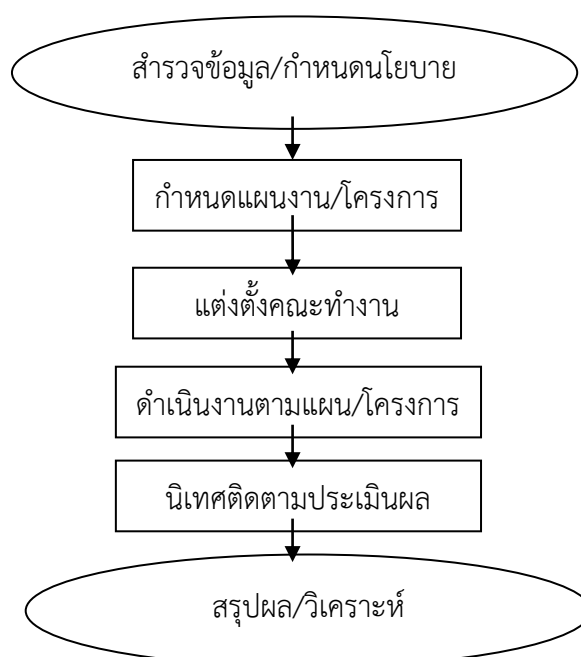 สำรวจข้อมูล/กำหนดนโยบาย
กำหนดแผนงาน/โครงการ
แต่งตั้งคณะทำงาน
ดำเนินงานตามแผน/โครงการ
นิเทศติดตามประเมินผล
สรุปผล/วิเคราะห์